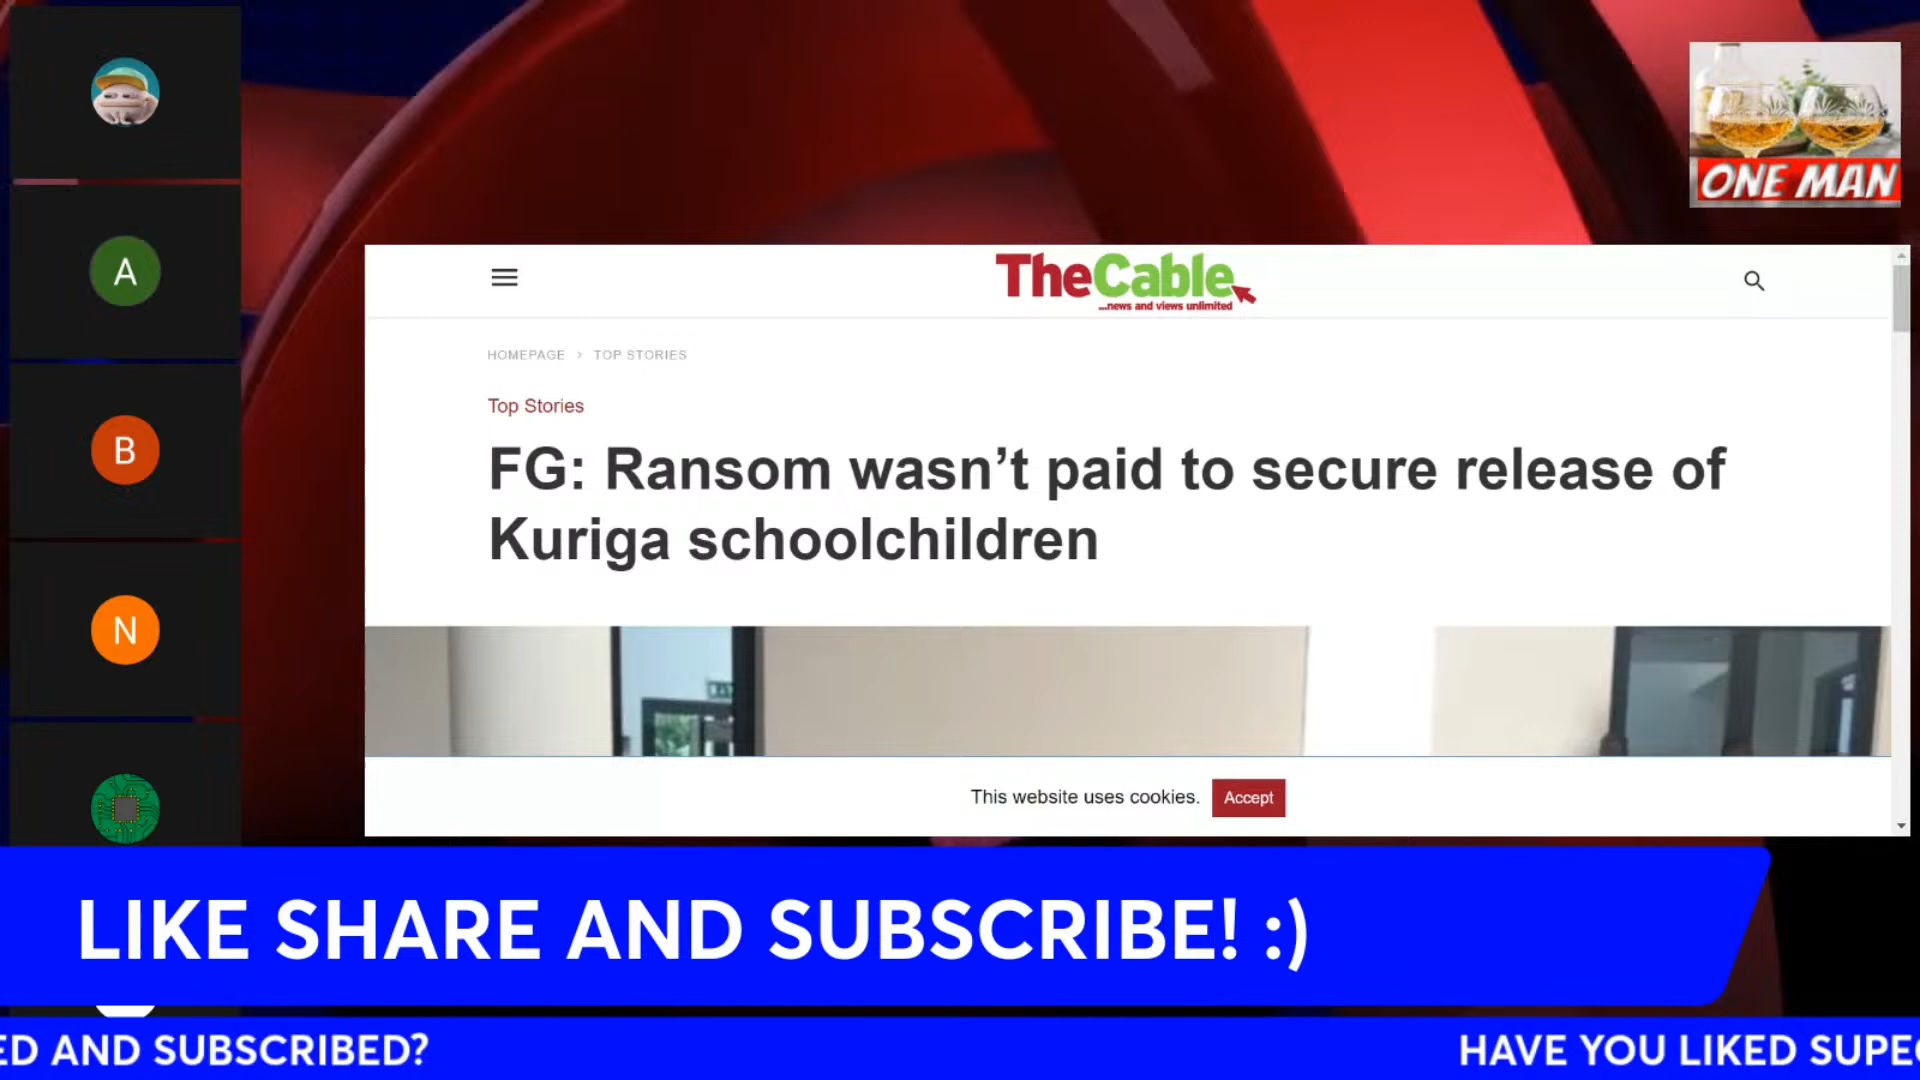 A
B
N
ONE MAN
TheCable
...news and views unlimited
HOMEPAGE > TOP STORIES
Top Stories
FG: Ransom wasn’t paid to secure release of
Kuriga schoolchildren
This website uses cookies. Accept
LIKE SHARE AND SUBSCRIBE! :)
ED AND SUBSCRIBED? HAVE YOU LIKED SUPE